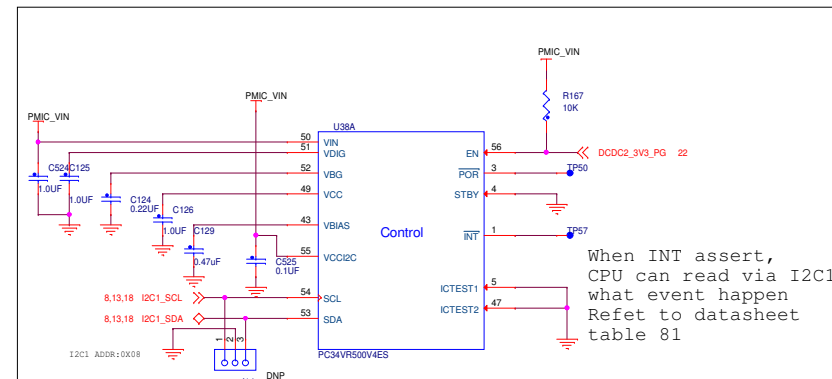 PMIC_VIN
R167
10K
PMIC_VIN
PMIC_VIN
U38A
50 VIN
51 VDIG
52 VBG
49 VCC
43 VBIAS
55 VCCI2C
54 SCL
53 SDA
EN 56
DCDC2_3V3_PG 22
POR 3
TP50
STBY 4
INT 1
TP57
ICTEST1 5
ICTEST2 47
Control
C524 C125
1.0UF
1.0UF
C124
0.22UF
C126
1.0UF
C129
0.47uF
C525
0.1UF
8,13,18 I2C1_SCL
8,13,18 I2C1_SDA
1 2 3
I2C1 ADDR:0X08
DNP
PC34VR500V4ES
When INT assert,
CPU can read via I2C1
what event happen
Refet to datasheet
table 81